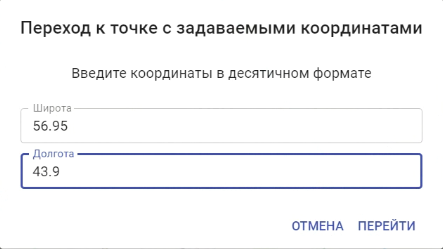 Переход к точке с задаваемыми координатами
Введите координаты в десятичном формате
Широта
56.95
Долгота
43.9
ОТМЕНА ПЕРЕЙТИ